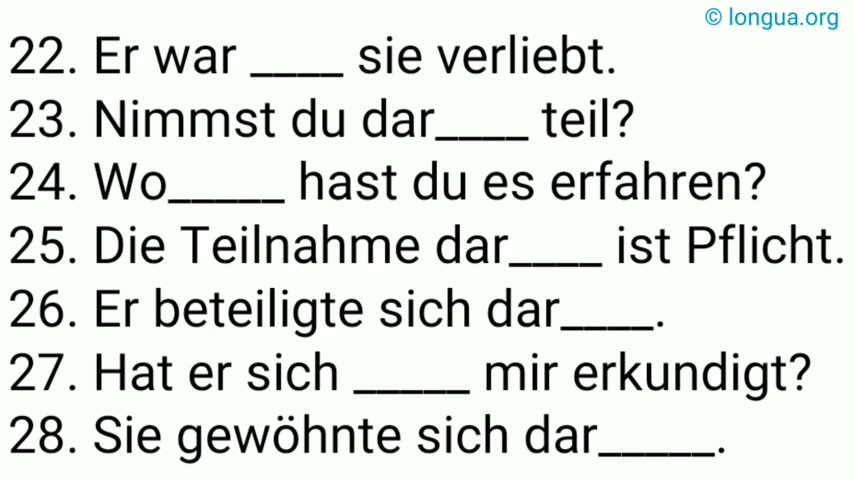 © longua.org
22. Er war ____ sie verliebt.
23. Nimmst du dar____ teil?
24. Wo_____ hast du es erfahren?
25. Die Teilnahme dar____ ist Pflicht.
26. Er beteiligte sich dar____.
27. Hat er sich _____ mir erkundigt?
28. Sie gewöhnte sich dar_____.